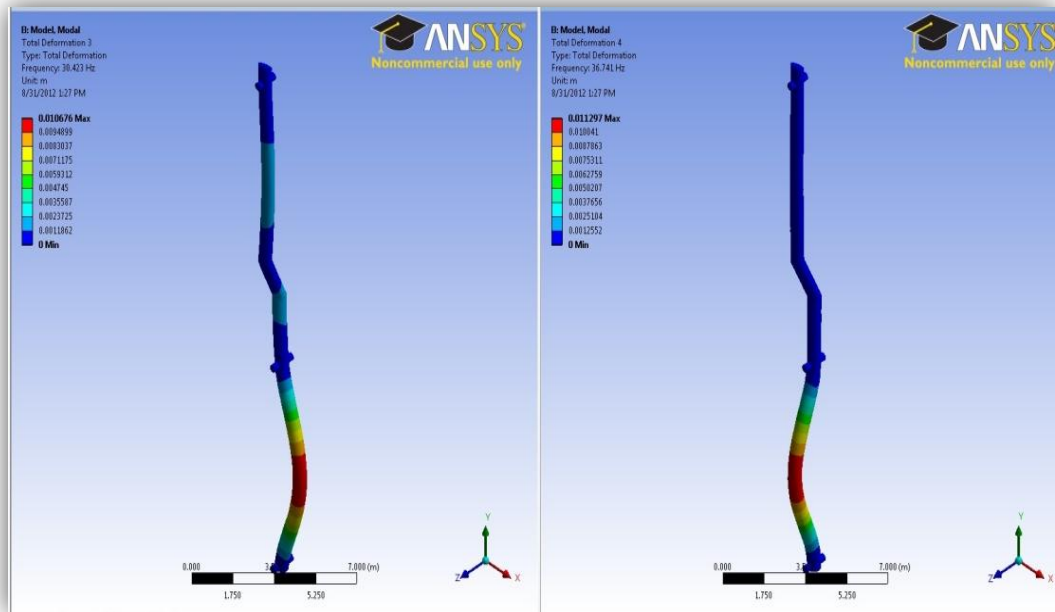 B: Model, Modal
Total Deformation 3
Type: Total Deformation
Frequency: 30.423 Hz
Unit: m
8/31/2012 1:27 PM
0.010676 Max
0.0094899
0.0083037
0.0071175
0.0059312
0.004745
0.0035587
0.0023725
0.0011862
0 Min
ANSYS
Noncommercial use only
0.000
7.000 (m)
1.750
5.250
Y
Z
X
B: Model, Modal
Total Deformation 4
Type: Total Deformation
Frequency: 36.741 Hz
Unit: m
8/31/2012 1:27 PM
0.011297 Max
0.010041
0.0087863
0.0075311
0.0062759
0.0050207
0.0037656
0.0025104
0.0012552
0 Min
ANSYS
Noncommercial use only
0.000
7.000 (m)
1.750
5.250
Y
Z
X